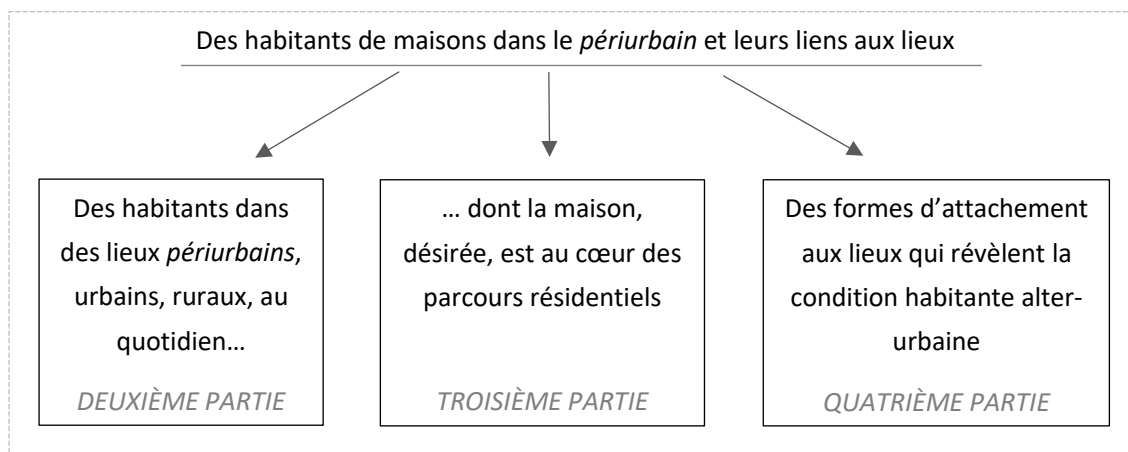 Des habitants de maisons dans le périurbain et leurs liens aux lieux
Des habitants dans
des lieux périurbains,
urbains, ruraux, au
quotidien…
DEUXIÈME PARTIE
… dont la maison,
désirée, est au cœur des
parcours résidentiels
TROISIÈME PARTIE
Des formes d’attachement
aux lieux qui révèlent la
condition habitante alter-
urbaine
QUATRIÈME PARTIE